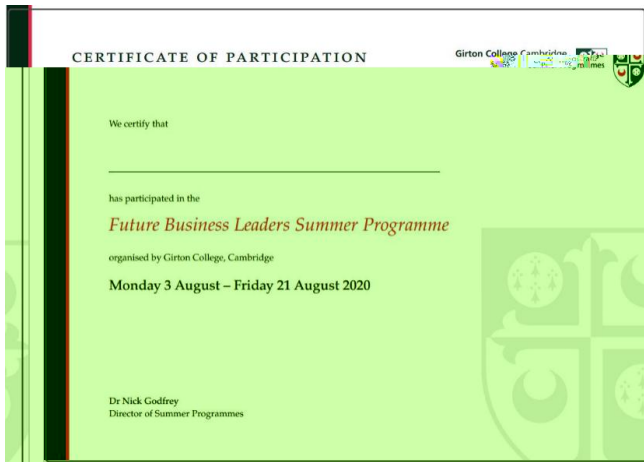 CERTIFICATE OF PARTICIPATION
Girton College Cambridge
We certify that
has participated in the
Future Business Leaders Summer Programme
organised by Girton College, Cambridge
Monday 3 August – Friday 21 August 2020
Dr Nick Godfrey
Director of Summer Programmes